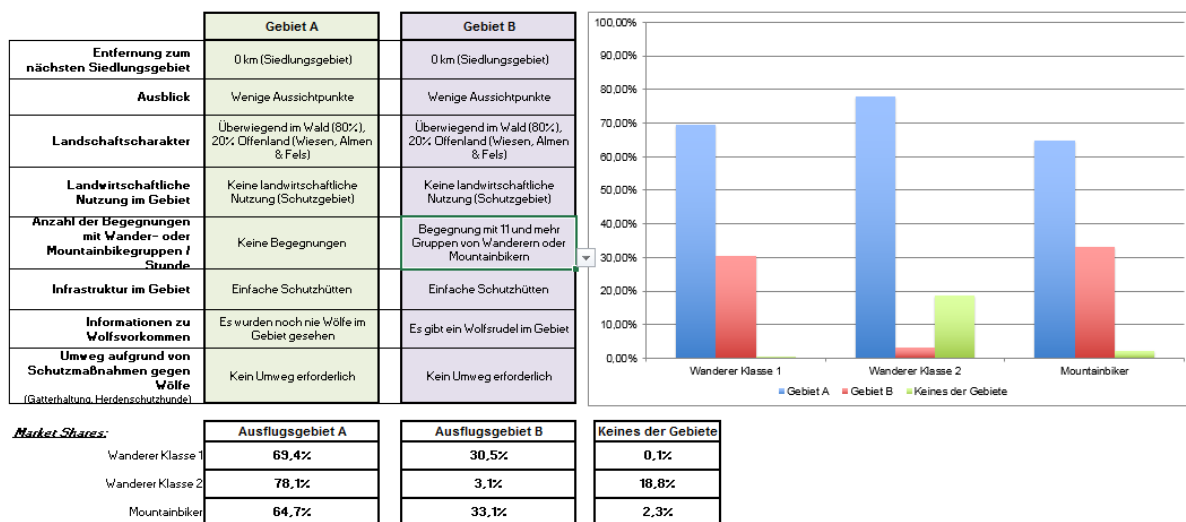 Gebiet A
Gebiet B
Entfernung zum
nächsten Siedlungsgebiet
0 km (Siedlungsgebiet)
0 km (Siedlungsgebiet)
Ausblick
Wenige Aussichtpunkte
Wenige Aussichtpunkte
Landschaftscharakter
Überwiegend im Wald (80%),
20% Offenland (Wiesen, Almen
& Fels)
Überwiegend im Wald (80%),
20% Offenland (Wiesen, Almen
& Fels)
Landwirtschaftliche
Nutzung im Gebiet
Keine landwirtschaftliche
Nutzung (Schutzgebiet)
Keine landwirtschaftliche
Nutzung (Schutzgebiet)
Anzahl der Begegnungen
mit Wander- oder
Mountainbikegruppen /
Stunde
Keine Begegnungen
Begegnung mit 11 und mehr
Gruppen von Wanderern oder
Mountainbikern
Infrastruktur im Gebiet
Einfache Schutzhütten
Einfache Schutzhütten
Informationen zu
Wolfsvorkommen
Es wurden noch nie Wölfe im
Gebiet gesehen
Es gibt ein Wolfsrudel im Gebiet
Umweg aufgrund von
Schutzmaßnahmen gegen
Wölfe
(Gatterhaltung, Herdenschutzhunde)
Kein Umweg erforderlich
Kein Umweg erforderlich
100,00%
90,00%
80,00%
70,00%
60,00%
50,00%
40,00%
30,00%
20,00%
10,00%
0,00%
Wanderer Klasse 1
Wanderer Klasse 2
Mountainbiker
Gebiet A
Gebiet B
Keines der Gebiete
Market Shares:
Ausflugsgebiet A
Ausflugsgebiet B
Keines der Gebiete
Wanderer Klasse 1
69,4%
30,5%
0,1%
Wanderer Klasse 2
78,1%
3,1%
18,8%
Mountainbiker
64,7%
33,1%
2,3%